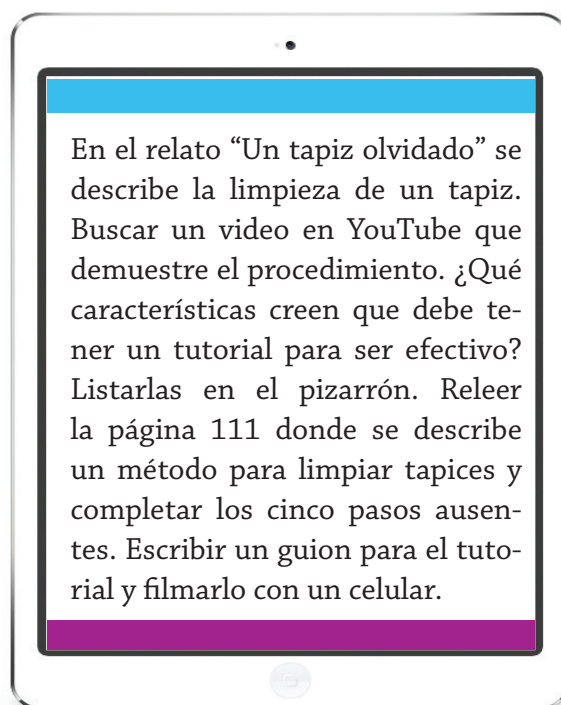 En el relato “Un tapiz olvidado” se
describe la limpieza de un tapiz.
Buscar un video en YouTube que
demuestre el procedimiento. ¿Qué
características creen que debe te-
ner un tutorial para ser efectivo?
Listarlas en el pizarrón. Releer
la página 111 donde se describe
un método para limpiar tapices y
completar los cinco pasos ausen-
tes. Escribir un guion para el tuto-
rial y filmarlo con un celular.